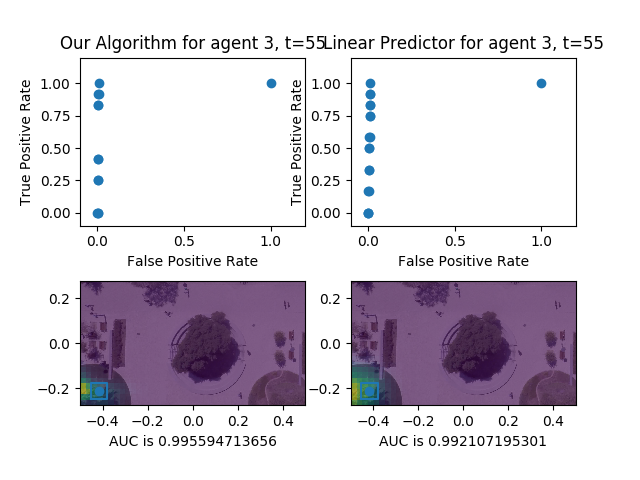 Our Algorithm for agent 3, t=55
Linear Predictor for agent 3, t=55
True Positive Rate
1.00
0.75
0.50
0.25
0.00
0.0 0.5 1.0
False Positive Rate
True Positive Rate
1.00
0.75
0.50
0.25
0.00
0.0 0.5 1.0
False Positive Rate
0.2
0.0
−0.2
−0.4 −0.2 0.0 0.2 0.4
AUC is 0.995594713656
0.2
0.0
−0.2
−0.4 −0.2 0.0 0.2 0.4
AUC is 0.992107195301